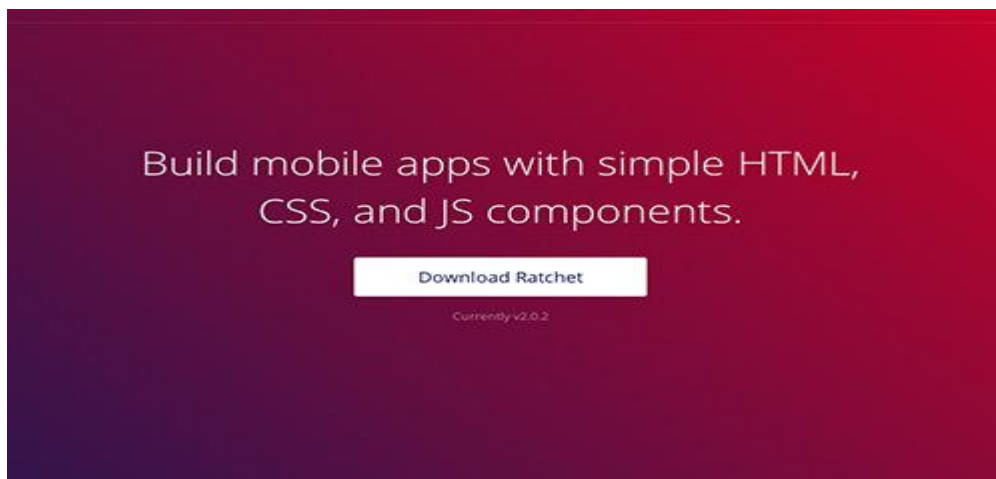 Build mobile apps with simple HTML,
CSS, and JS components.
Download Ratchet
Currently v2.0.2